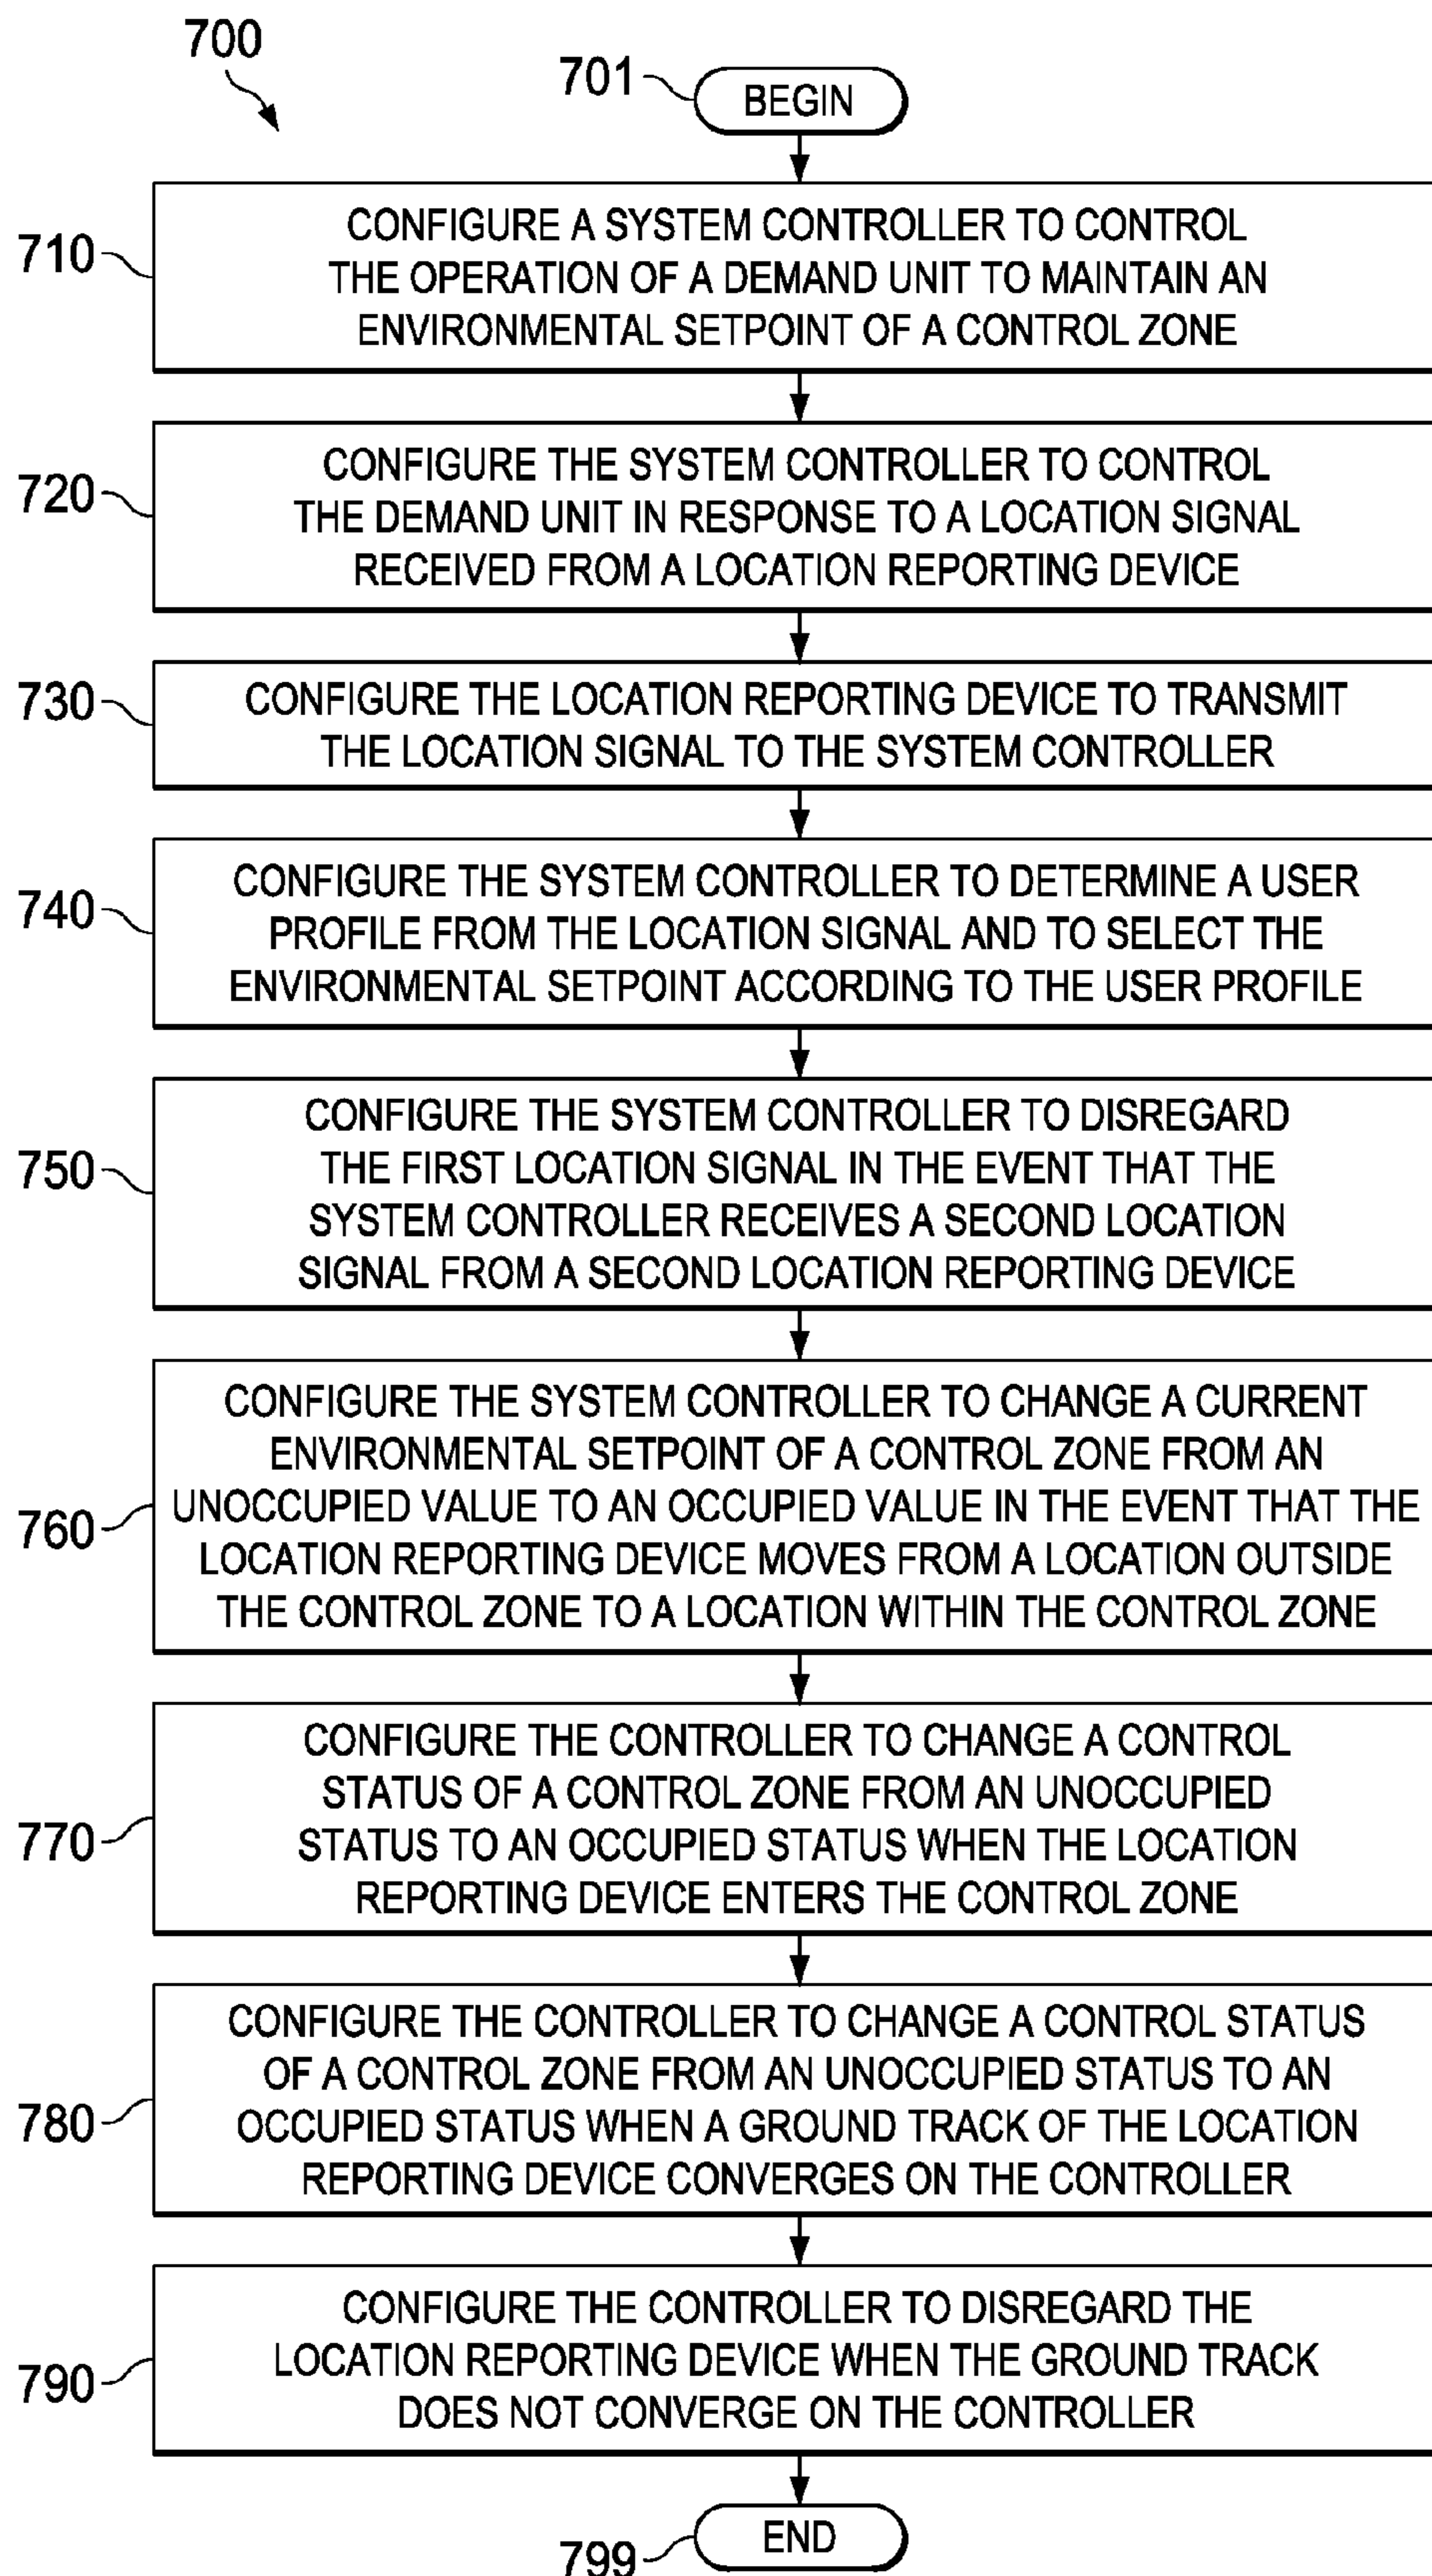 700
701
BEGIN
710
CONFIGURE A SYSTEM CONTROLLER TO CONTROL
THE OPERATION OF A DEMAND UNIT TO MAINTAIN AN
ENVIRONMENTAL SETPOINT OF A CONTROL ZONE
720
CONFIGURE THE SYSTEM CONTROLLER TO CONTROL
THE DEMAND UNIT IN RESPONSE TO A LOCATION SIGNAL
RECEIVED FROM A LOCATION REPORTING DEVICE
730
CONFIGURE THE LOCATION REPORTING DEVICE TO TRANSMIT
THE LOCATION SIGNAL TO THE SYSTEM CONTROLLER
740
CONFIGURE THE SYSTEM CONTROLLER TO DETERMINE A USER
PROFILE FROM THE LOCATION SIGNAL AND TO SELECT THE
ENVIRONMENTAL SETPOINT ACCORDING TO THE USER PROFILE
750
CONFIGURE THE SYSTEM CONTROLLER TO DISREGARD
THE FIRST LOCATION SIGNAL IN THE EVENT THAT THE
SYSTEM CONTROLLER RECEIVES A SECOND LOCATION
SIGNAL FROM A SECOND LOCATION REPORTING DEVICE
760
CONFIGURE THE SYSTEM CONTROLLER TO CHANGE A CURRENT
ENVIRONMENTAL SETPOINT OF A CONTROL ZONE FROM AN
UNOCCUPIED VALUE TO AN OCCUPIED VALUE IN THE EVENT THAT THE
LOCATION REPORTING DEVICE MOVES FROM A LOCATION OUTSIDE
THE CONTROL ZONE TO A LOCATION WITHIN THE CONTROL ZONE
770
CONFIGURE THE CONTROLLER TO CHANGE A CONTROL
STATUS OF A CONTROL ZONE FROM AN UNOCCUPIED
STATUS TO AN OCCUPIED STATUS WHEN THE LOCATION
REPORTING DEVICE ENTERS THE CONTROL ZONE
780
CONFIGURE THE CONTROLLER TO CHANGE A CONTROL STATUS
OF A CONTROL ZONE FROM AN UNOCCUPIED STATUS TO AN
OCCUPIED STATUS WHEN A GROUND TRACK OF THE LOCATION
REPORTING DEVICE CONVERGES ON THE CONTROLLER
790
CONFIGURE THE CONTROLLER TO DISREGARD THE
LOCATION REPORTING DEVICE WHEN THE GROUND TRACK
DOES NOT CONVERGE ON THE CONTROLLER
799
END